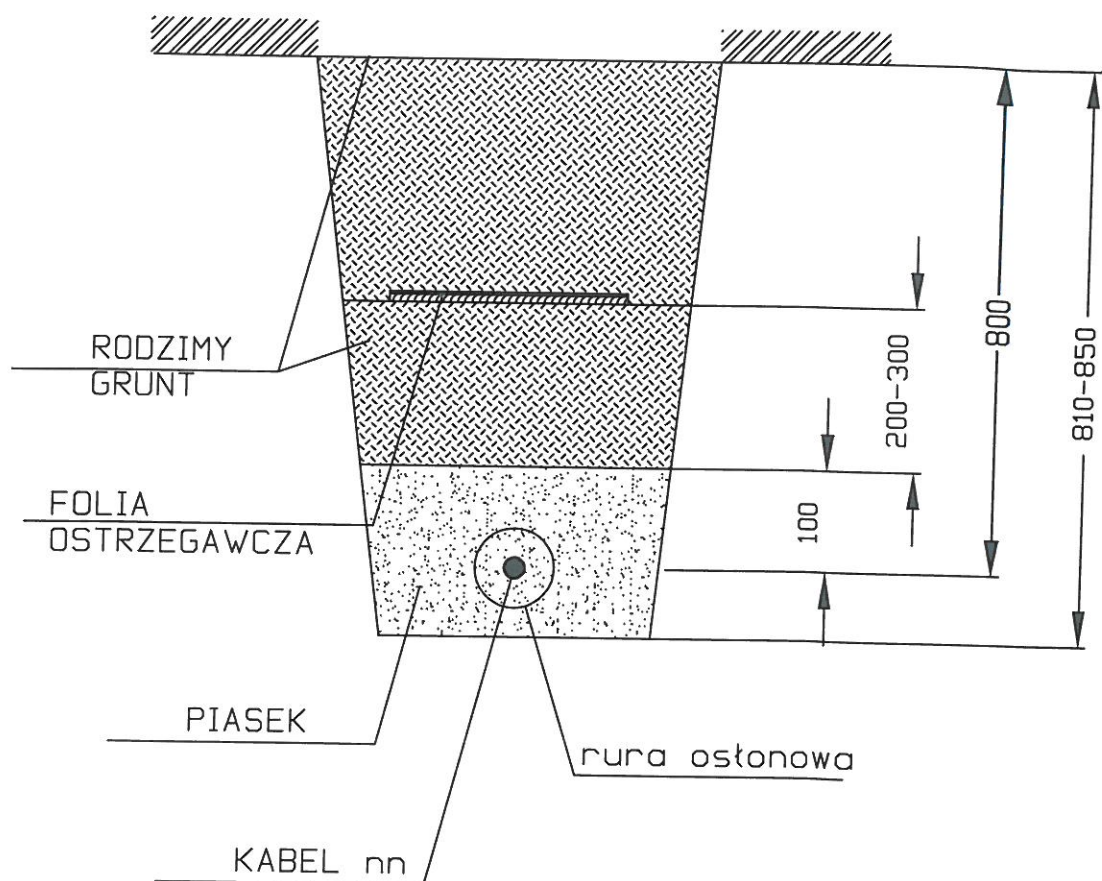 RODZIMY
GRUNT
FOLIA
OSTRZEGAWCZA
PIASEK
rura osłonowa
KABEL nn
200-300
100
800
810-850